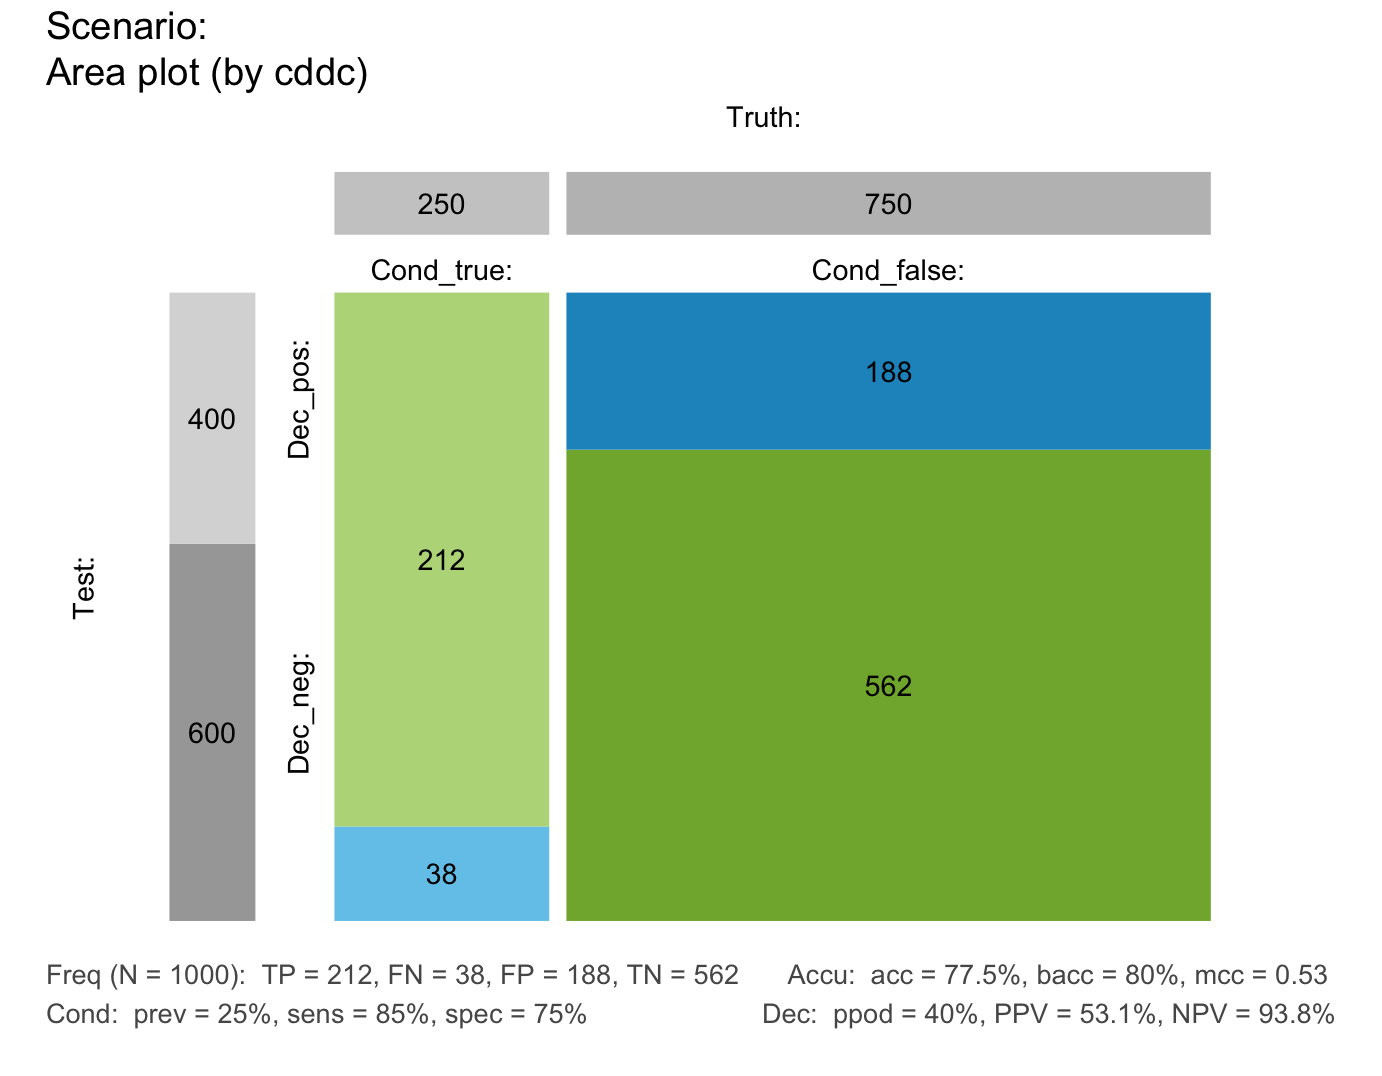 Scenario:
Area plot (by cddc)
Truth:
250
750
Cond_true:
Cond_false:
Test:
400
600
Dec_pos:
Dec_neg:
212
38
188
562
Freq (N = 1000):  TP = 212, FN = 38, FP = 188, TN = 562
Accu:  acc = 77.5%, bacc = 80%, mcc = 0.53
Cond:  prev = 25%, sens = 85%, spec = 75%
Dec:  ppod = 40%, PPV = 53.1%, NPV = 93.8%